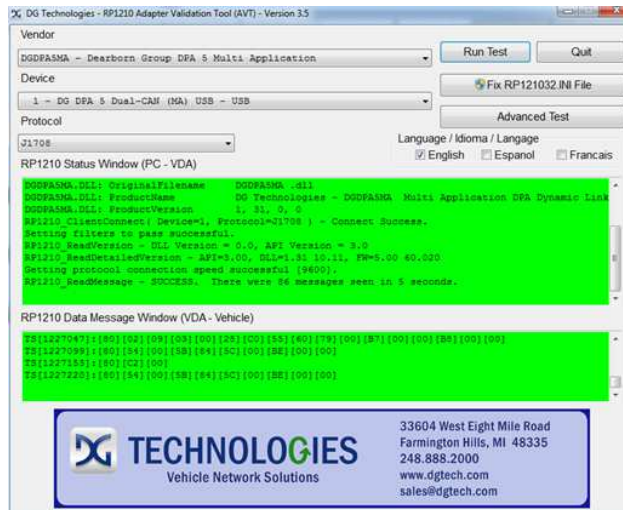 DG Technologies - RP1210 Adapter Validation Tool (AVT) - Version 3.5
Vendor
DGDPA5MA - Dearborn Group DPA 5 Multi Application
Run Test
Quit
Device
Fix RP121032.INI File
1 - DG DPA 5 Dual-CAN (MA) USB - USB
Advanced Test
Protocol
J1708
Language / Idioma / Langage
English
Espanol
Francais
RP1210 Status Window (PC - VDA)
DGDPA5MA.DLL: OriginalFilename DGDPA5MA .dll
DGDPA5MA.DLL: ProductName DG Technologies - DGDPA5MA Multi Application DPA Dynamic Link
DGDPA5MA.DLL: ProductVersion 1, 31, 0, 0
RP1210_ClientConnect( Device=1, Protocol=J1708 ) - Connect Success.
Setting filters to pass successful.
RP1210_ReadVersion - DLL Version = 0.0, API Version = 3.0
RP1210_ReadDetailedVersion - API=3.00, DLL=1.31 10.11, FW=5.00 60.020
Getting protocol connection speed successful [9600].
RP1210_ReadMessage - SUCCESS. There were 86 messages seen in 5 seconds.
RP1210 Data Message Window (VDA - Vehicle)
TS[1227047]:[80][02][09][03][00][28][C0][55][60][79][00][B7][00][00][B8][00][00]
TS[1227099]:[80][54][00][5B][84][5C][00][BE][00][00]
TS[1227153]:[80][C2][00]
TS[1227220]:[80][54][00][5B][84][5C][00][BE][00][00]
DG TECHNOLOGIES
Vehicle Network Solutions
33604 West Eight Mile Road
Farmington Hills, MI 48335
248.888.2000
www.dgtech.com
sales@dgtech.com